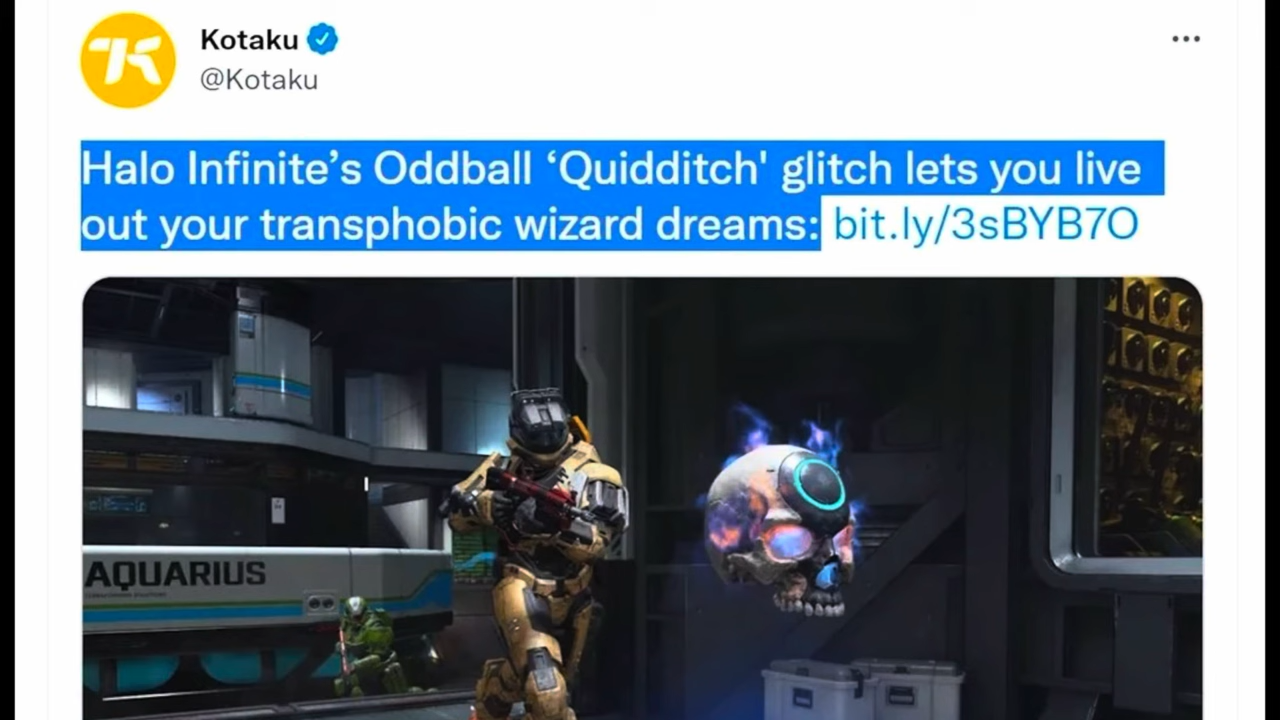 Kotaku
@Kotaku
Halo Infinite’s Oddball ‘Quidditch' glitch lets you live
out your transphobic wizard dreams: bit.ly/3sBYB7O
AQUARIUS